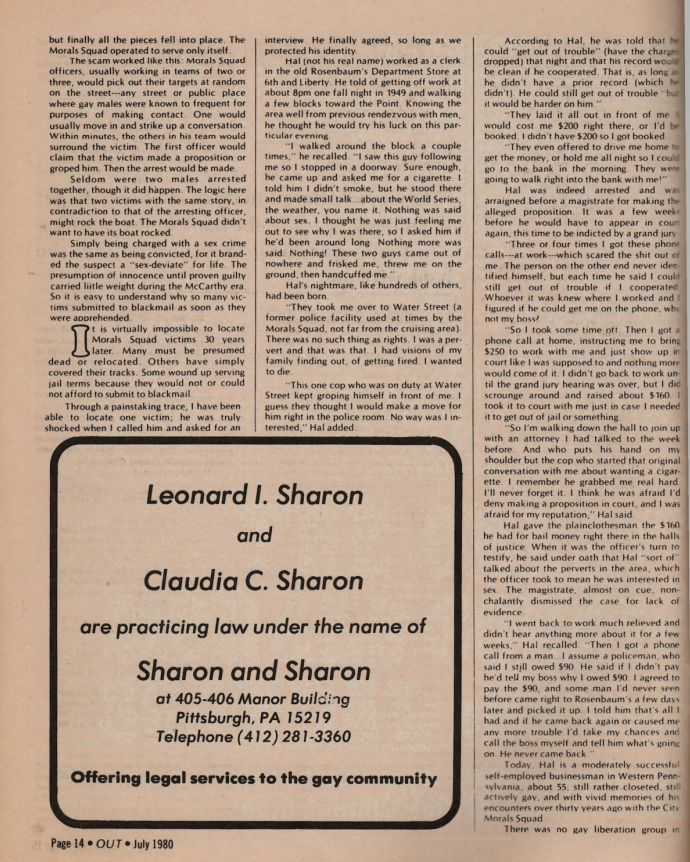 but finally all the pieces fell into place. The
Morals Squad operated to serve only itself.
The scam worked like this: Morals Squad
officers, usually working in teams of two or
three, would pick out their targets at random
on the street---any street or public place
where gay males were known to frequent for
purposes of making contact. One would
usually move in and strike up a conversation.
Within minutes, the others in his team would
surround the victim. The first officer would
claim that the victim made a proposition or
groped him. Then the arrest would be made.
Seldom were two males arrested
together, though it did happen. The logic here
was that two victims with the same story, in
contradiction to that of the arresting officer,
might rock the boat. The Morals Squad didn't
want to have its boat rocked.
Simply being charged with a sex crime
was the same as being convicted, for it brand-
ed the suspect a "sex-deviate" for life. The
presumption of innocence until proven guilty
carried little weight during the McCarthy era.
So it is easy to understand why so many vic-
tims submitted to blackmail as soon as they
were apprehended.
It is virtually impossible to locate
Morals Squad victims 30 years
later. Many must be presumed
dead or relocated. Others have simply
covered their tracks. Some wound up serving
jail terms because they would not or could
not afford to submit to blackmail.
Through a painstaking trace, I have been
able to locate one victim; he was truly
shocked when I called him and asked for an
interview. He finally agreed, so long as we
protected his identity.
Hal (not his real name) worked as a clerk
in the old Rosenbaum's Department Store at
6th and Liberty. He told of getting off work at
about 8pm one fall night in 1949 and walking
a few blocks toward the Point. Knowing the
area well from previous rendezvous with men,
he thought he would try his luck on this par-
ticular evening.
"I walked around the block a couple
times," he recalled. "I saw this guy following
me so I stopped in a doorway. Sure enough,
he came up and asked me for a cigarette. I
told him I didn't smoke, but he stood there
and made small talk...about the World Series,
the weather, you name it. Nothing was said
about sex. I thought he was just feeling me
out to see why I was there, so I asked him if
he'd been around long. Nothing more was
said. Nothing! These two guys came out of
nowhere and frisked me, threw me on the
ground, then handcuffed me."
Hal's nightmare, like hundreds of others,
had been born.
"They took me over to Water Street (a
former police facility used at times by the
Morals Squad, not far from the cruising area).
There was no such thing as rights. I was a per-
vert and that was that. I had visions of my
family finding out, of getting fired. I wanted
to die.
"This one cop who was on duty at Water
Street kept groping himself in front of me. I
guess they thought I would make a move for
him right in the police room. No way was I in-
terested," Hal added.
According to Hal, he was told that he
could "get out of trouble" (have the charges
dropped) that night and that his record would
be clean if he cooperated. That is, as long as
he didn't have a prior record (which he
didn't). He could still get out of trouble "but
it would be harder on him."
"They laid it all out in front of me. I
would cost me $200 right there, or I'd be
booked. I didn't have $200 so I got booked.
"They even offered to drive me home to
get the money, or hold me all night so I could
go to the bank in the morning. They were
going to walk right into the bank with me!"
Hal was indeed arrested and was
arraigned before a magistrate for making the
alleged proposition. It was a few weeks
before he would have to appear in court
again, this time to be indicted by a grand jury.
"Three or four times I got these phone
calls---at work---which scared the shit out of
me. The person on the other end never iden-
tified himself, but each time he said I could
still get out of trouble if I cooperated.
Whoever it was knew where I worked and I
figured if he could get me on the phone, why
not my boss?
"So I took some time off. Then I got a
phone call at home, instructing me to bring
$250 to work with me and just show up in
court like I was supposed to and nothing more
would come of it. I didn't go back to work un-
til the grand jury hearing was over, but I did
scrounge around and raised about $160. I
took it to court with me just in case I needed
it to get out of jail or something.
"So I'm walking down the hall to join up
with an attorney I had talked to the week
before. And who puts his hand on my
shoulder but the cop who started that original
conversation with me about wanting a cigar-
ette. I remember he grabbed me real hard.
I'll never forget it. I think he was afraid I'd
deny making a proposition in court, and I was
afraid for my reputation," Hal said.
Hal gave the plainclothesman the $160
he had for bail money right there in the halls
of justice. When it was the officer's turn to
testify, he said under oath that Hal "sort of"
talked about the perverts in the area, which
the officer took to mean he was interested in
sex. The magistrate, almost on cue, non-
chalantly dismissed the case for lack of
evidence.
"I went back to work much relieved and
didn't hear anything more about it for a few
weeks," Hal recalled. "Then I got a phone
call from a man...I assume a policeman, who
said I still owed $90. He said if I didn't pay
he'd tell my boss why I owed $90. I agreed to
pay the $90, and some man I'd never seen
before came right to Rosenbaum's a few days
later and picked it up. I told him that's all I
had and if he came back again or caused me
any more trouble I'd take my chances and
call the boss myself and tell him what's going
on. He never came back."
Today, Hal is a moderately successful
self-employed businessman in Western Penn-
sylvania, about 55, still rather closeted, still
actively gay, and with vivid memories of his
encounters over thirty years ago with the City
Morals Squad.
There was no gay liberation group in
Leonard I. Sharon
and
Claudia C. Sharon
are practicing law under the name of
Sharon and Sharon
at 405-406 Manor Building
Pittsburgh, PA 15219
Telephone (412) 281-3360
Offering legal services to the gay community
Page 14 • OUT • July 1980